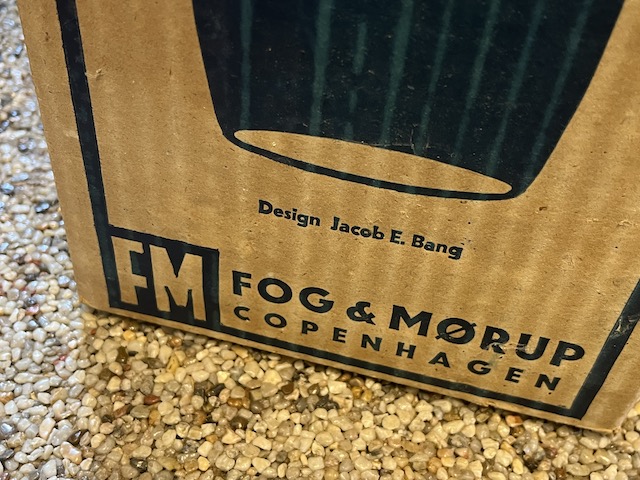 Design Jacob E. Bang
FM
FOG & MØRUP
COPENHAGEN